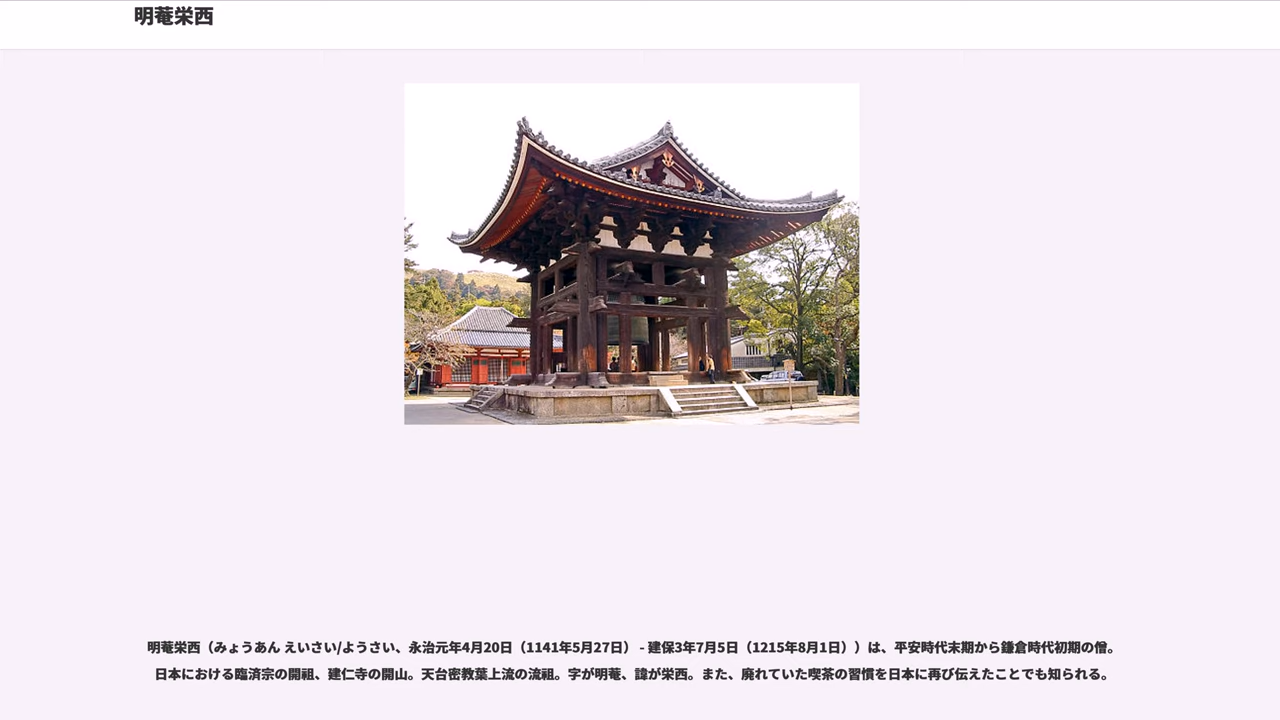 明菴栄西
明菴栄西（みょうあん えいさい/ようさい、永治元年4月20日（1141年5月27日） - 建保3年7月5日（1215年8月1日））は、平安時代末期から鎌倉時代初期の僧。
日本における臨済宗の開祖、建仁寺の開山。天台密教葉上流の流祖。字が明菴、諱が栄西。また、廃れていた喫茶の習慣を日本に再び伝えたことでも知られる。